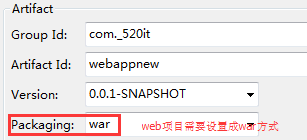 Artifact
Group Id: com._520it
Artifact Id: webappnew
Version: 0.0.1-SNAPSHOT
Packaging: war web项目需要设置成war方式